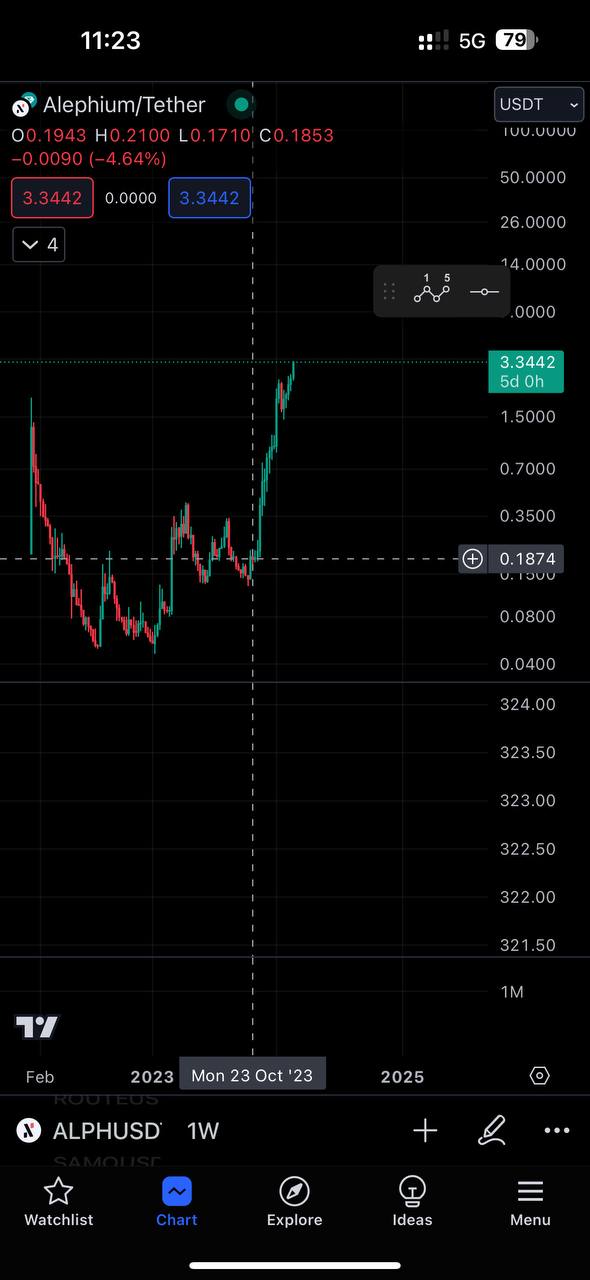 11:23
5G 79
Alephium/Tether
USDT
O0.1943 H0.2100 L0.1710 C0.1853
−0.0090 (−4.64%)
100.0000
3.3442 0.0000 3.3442
50.0000
26.0000
4
14.0000
1 5
.0000
3.3442
5d 0h
1.5000
0.7000
0.3500
0.1874
0.1500
0.0800
0.0400
324.00
323.50
323.00
322.50
322.00
321.50
1M
Feb 2023 Mon 23 Oct '23 2025
ALPHUSD 1W
Watchlist Chart Explore Ideas Menu